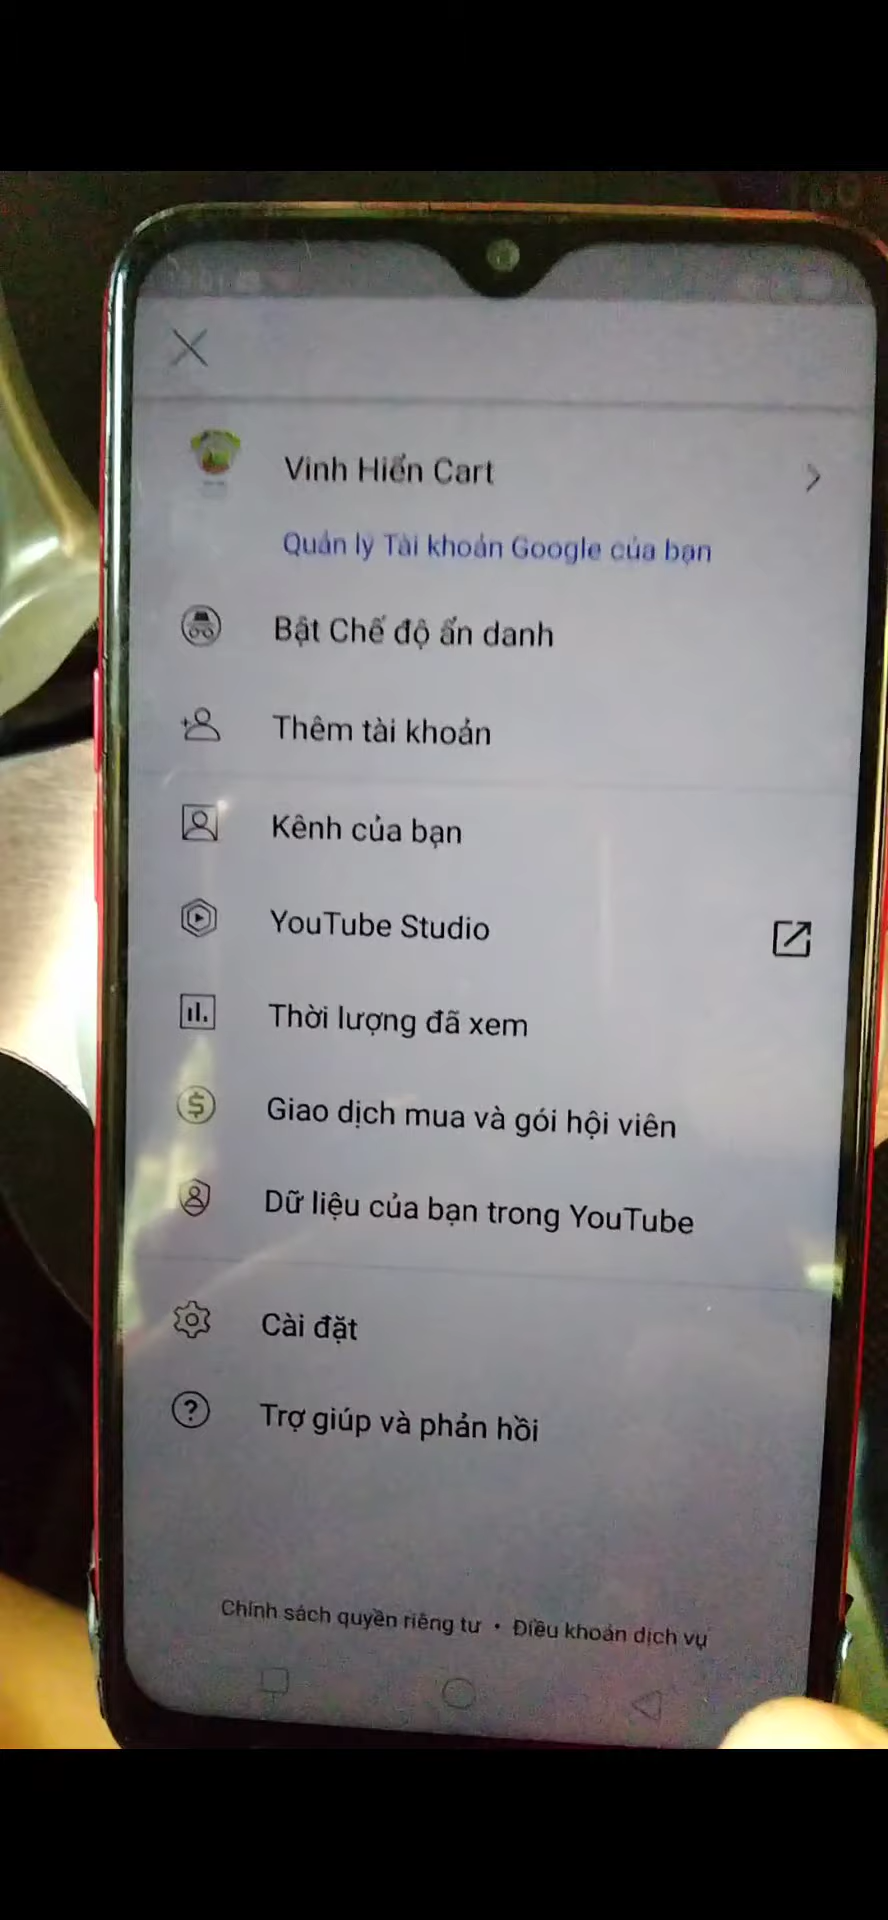 Vinh Hiển Cart
Quản lý Tài khoản Google của bạn
Bật Chế độ ẩn danh
Thêm tài khoản
Kênh của bạn
YouTube Studio
Thời lượng đã xem
Giao dịch mua và gói hội viên
Dữ liệu của bạn trong YouTube
Cài đặt
Trợ giúp và phản hồi
Chính sách quyền riêng tư • Điều khoản dịch vụ